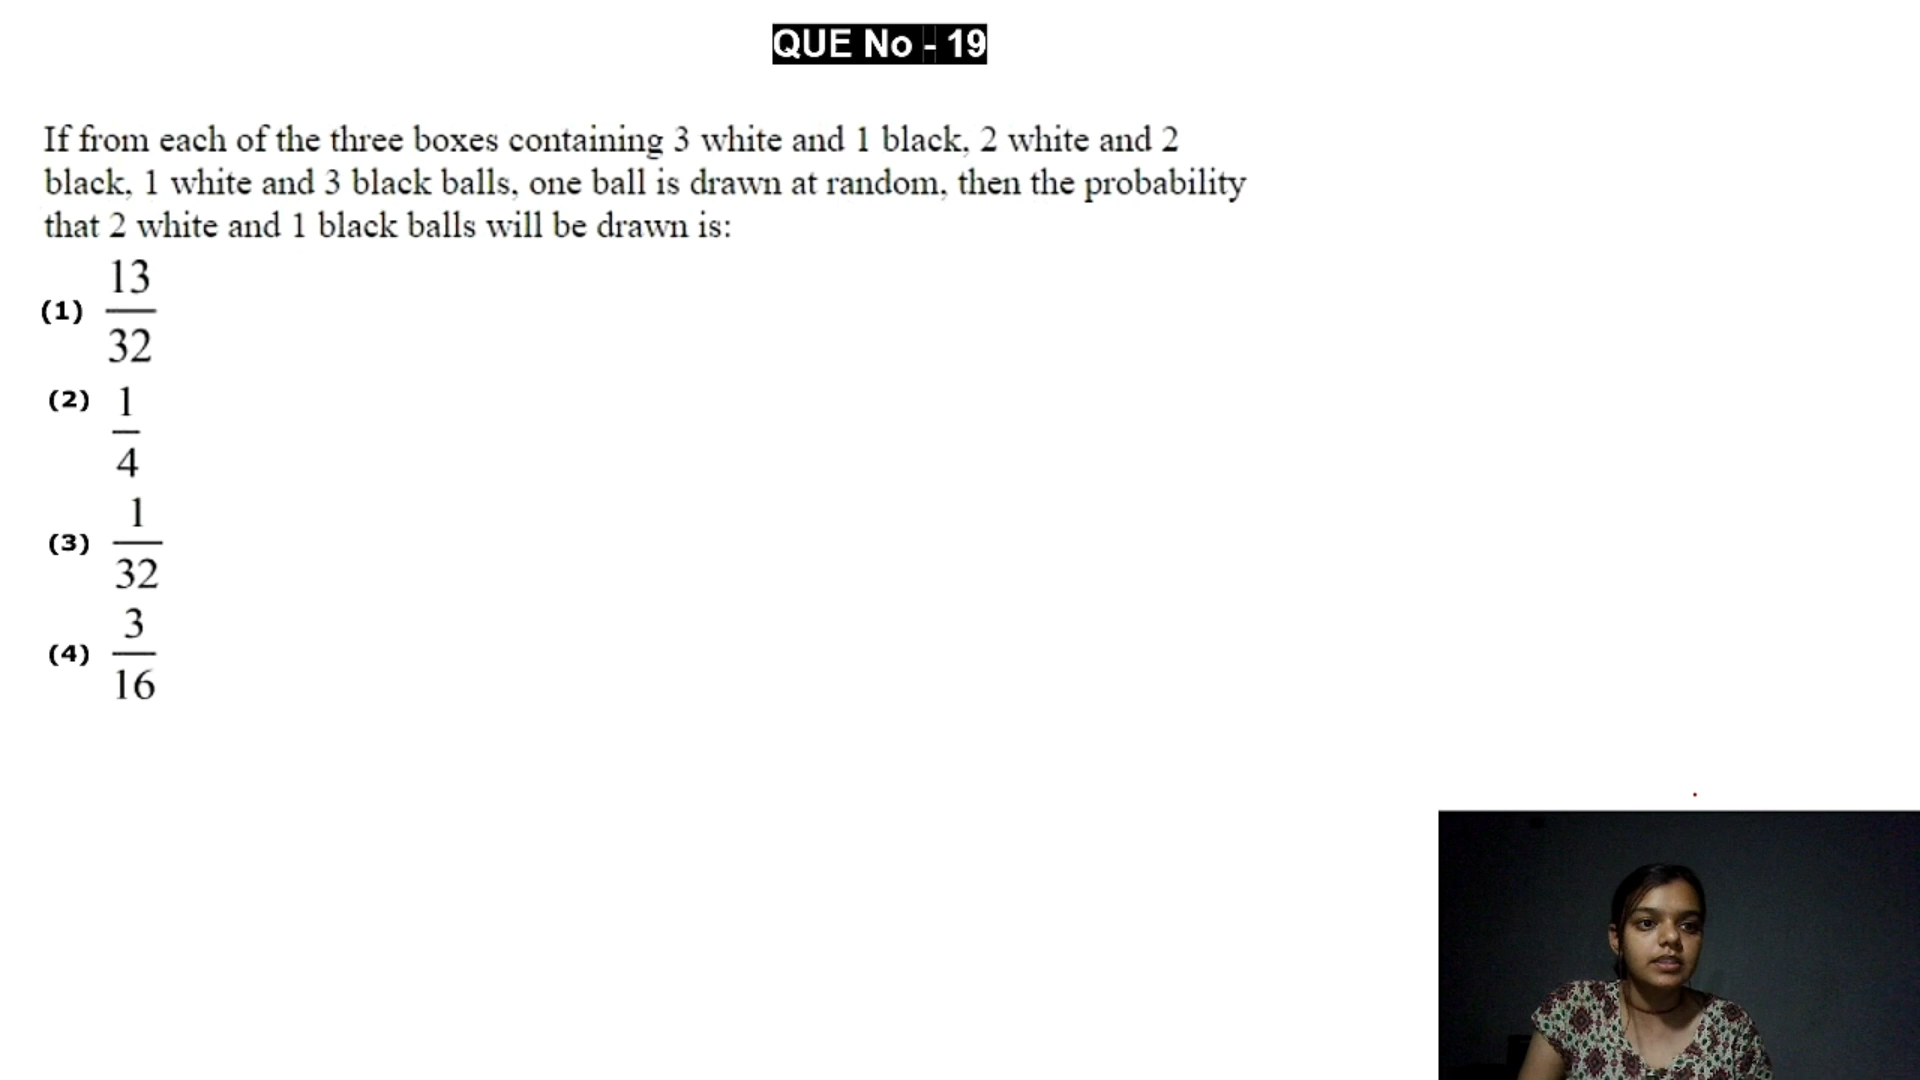 QUE No - 19
If from each of the three boxes containing 3 white and 1 black, 2 white and 2
black, 1 white and 3 black balls, one ball is drawn at random, then the probability
that 2 white and 1 black balls will be drawn is:
(1) 13/32
(2) 1/4
(3) 1/32
(4) 3/16